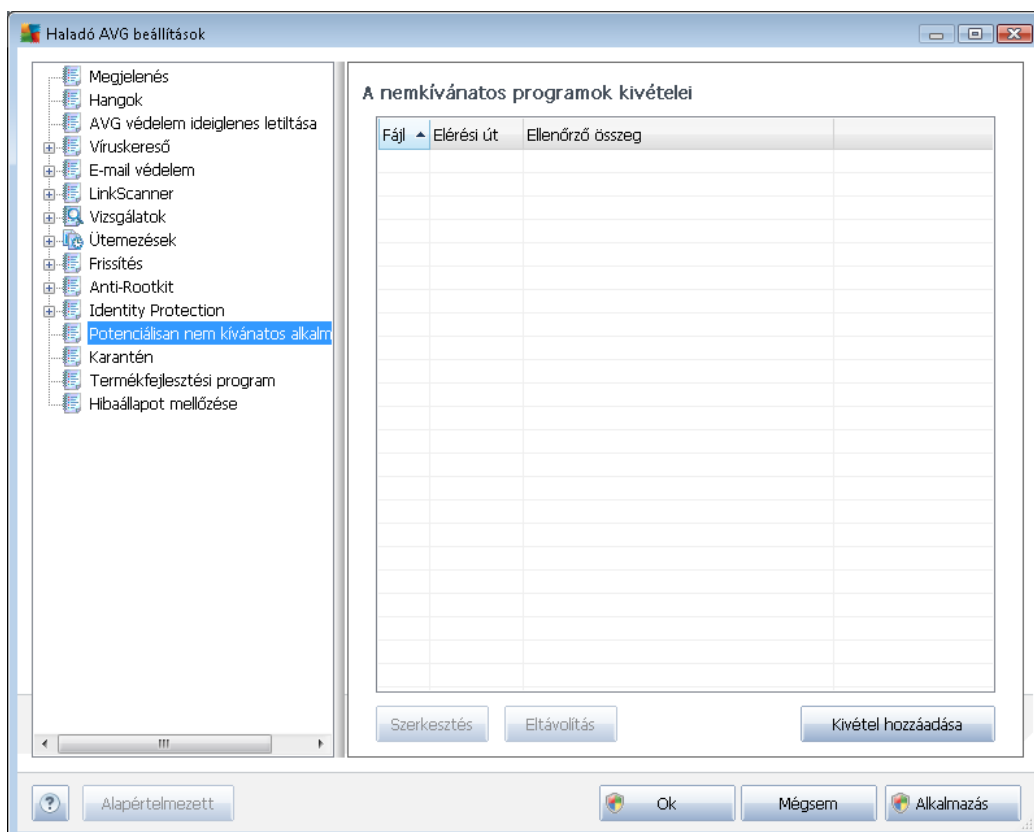 Haladó AVG beállítások
Megjelenés
Hangok
AVG védelem ideiglenes letiltása
Víruskereső
E-mail védelem
LinkScanner
Vizsgálatok
Ütemezések
Frissítés
Anti-Rootkit
Identity Protection
Potenciálisan nem kívánatos alkalm
Karantén
Termékfejlesztési program
Hibaállapot mellőzése
A nemkívánatos programok kivételei
Fájl Elérési út Ellenőrző összeg
Szerkesztés Eltávolítás Kivétel hozzáadása
? Alapértelmezett Ok Mégsem Alkalmazás